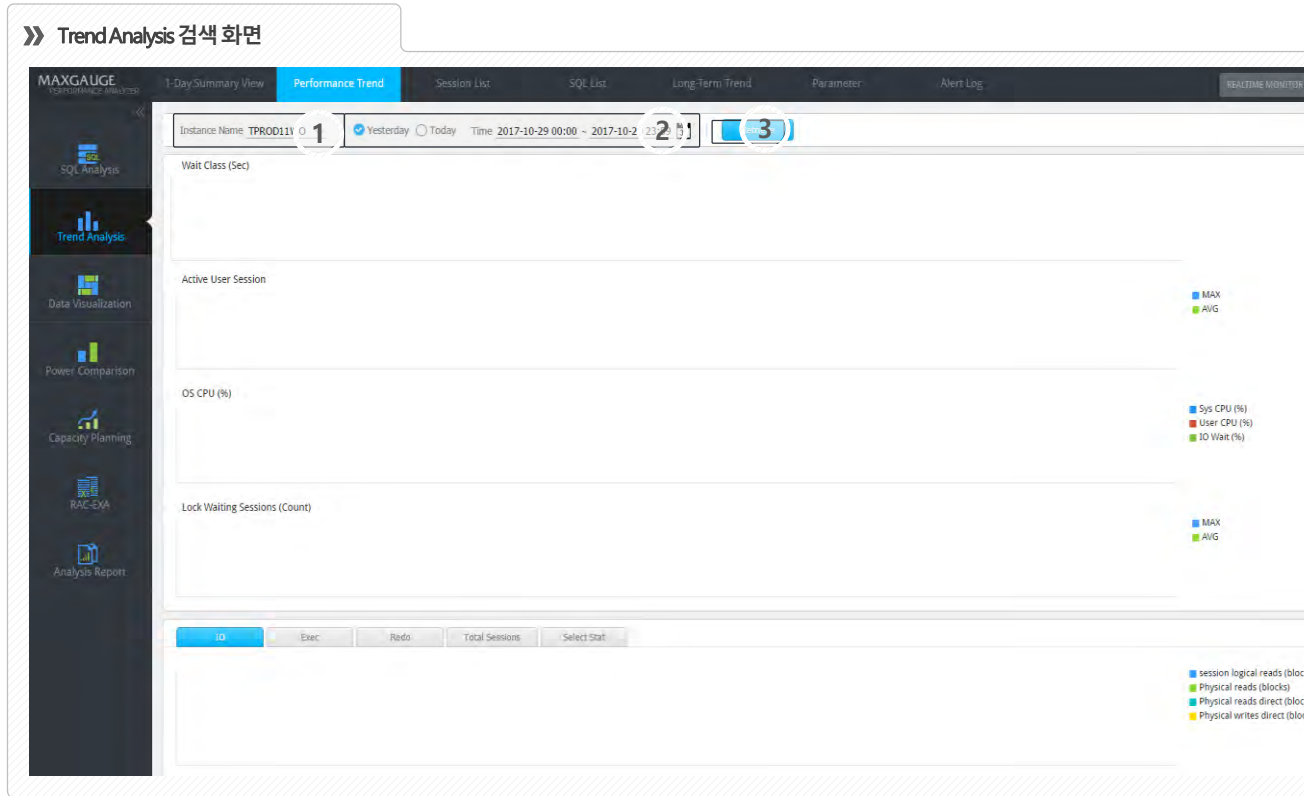 Trend Analysis 검색 화면
MAXGAUGE
PERFORMANCE ANALYZER
1-Day Summary View
Performance Trend
Session List
SQL List
Long-Term Trend
Parameter
Alert Log
REALTIME MONITOR
Instance Name TPROD11
1
Yesterday
Today
Time 2017-10-29 00:00 ~ 2017-10-2
2
3
SQL Analysis
Trend Analysis
Data Visualization
Power Comparison
Capacity Planning
RAC-EXA
Analysis Report
Wait Class (Sec)
Active User Session
MAX
AVG
OS CPU (%)
Sys CPU (%)
User CPU (%)
IO Wait (%)
Lock Waiting Sessions (Count)
MAX
AVG
IO
Exec
Redo
Total Sessions
Select Stat
session logical reads (bloc
Physical reads (blocks)
Physical reads direct (bloc
Physical writes direct (bloc